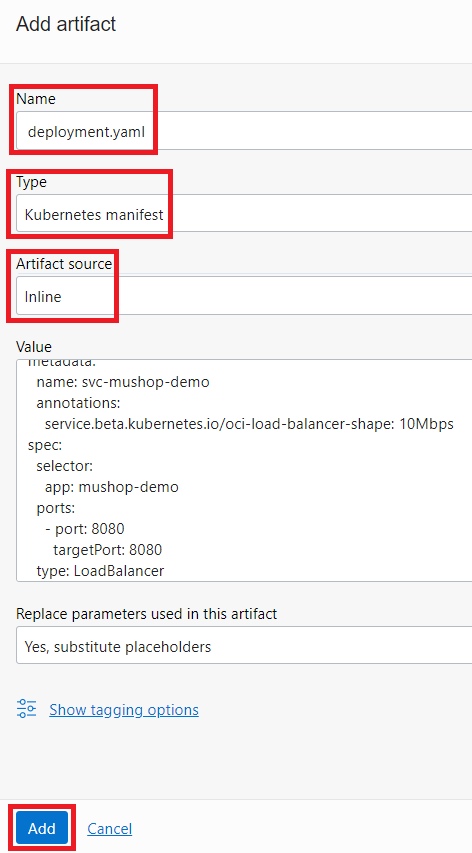 Add artifact
Name
deployment.yaml
Type
Kubernetes manifest
Artifact source
Inline
Value
metadata:
name: svc-mushop-demo
annotations:
service.beta.kubernetes.io/oci-load-balancer-shape: 10Mbps
spec:
selector:
app: mushop-demo
ports:
- port: 8080
targetPort: 8080
type: LoadBalancer
Replace parameters used in this artifact
Yes, substitute placeholders
Show tagging options
Add
Cancel